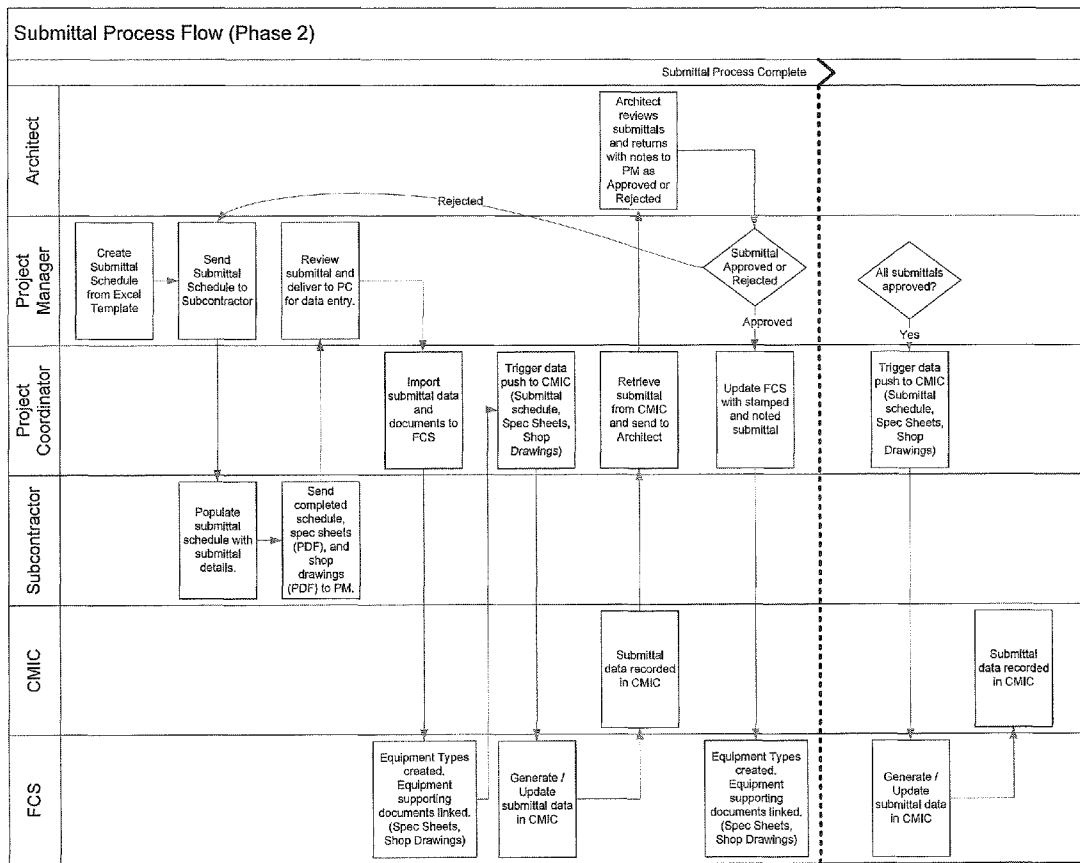 Submittal Process Flow (Phase 2)
Submittal Process Complete
Architect
Architect
reviews
submittals
and returns
with notes to
PM as
Approved or
Rejected
Rejected
Project
Manager
Create
Submittal
Schedule
from Excel
Template
Send
Submittal
Schedule to
Subcontractor
Review
submittal and
deliver to PC
for data entry.
Submittal
Approved or
Rejected
Approved
All submittals
approved?
Yes
Project
Coordinator
Import
submittal data
and
documents to
FCS
Trigger data
push to CMIC
(Submittal
schedule,
Spec Sheets,
Shop
Drawings)
Retrieve
submittal
from CMIC
and send to
Architect
Update FCS
with stamped
and noted
submittal
Trigger data
push to CMIC
(Submittal
schedule,
Spec Sheets,
Shop
Drawings)
Subcontractor
Populate
submittal
schedule with
submittal
details.
Send
completed
schedule,
spec sheets
(PDF), and
shop
drawings
(PDF) to PM.
CMIC
Submittal
data recorded
in CMIC
Submittal
data recorded
in CMIC
FCS
Equipment Types
created.
Equipment
supporting
documents linked.
(Spec Sheets,
Shop Drawings)
Generate /
Update
submittal data
in CMIC
Equipment Types
created.
Equipment
supporting
documents linked.
(Spec Sheets,
Shop Drawings)
Generate /
Update
submittal data
in CMIC